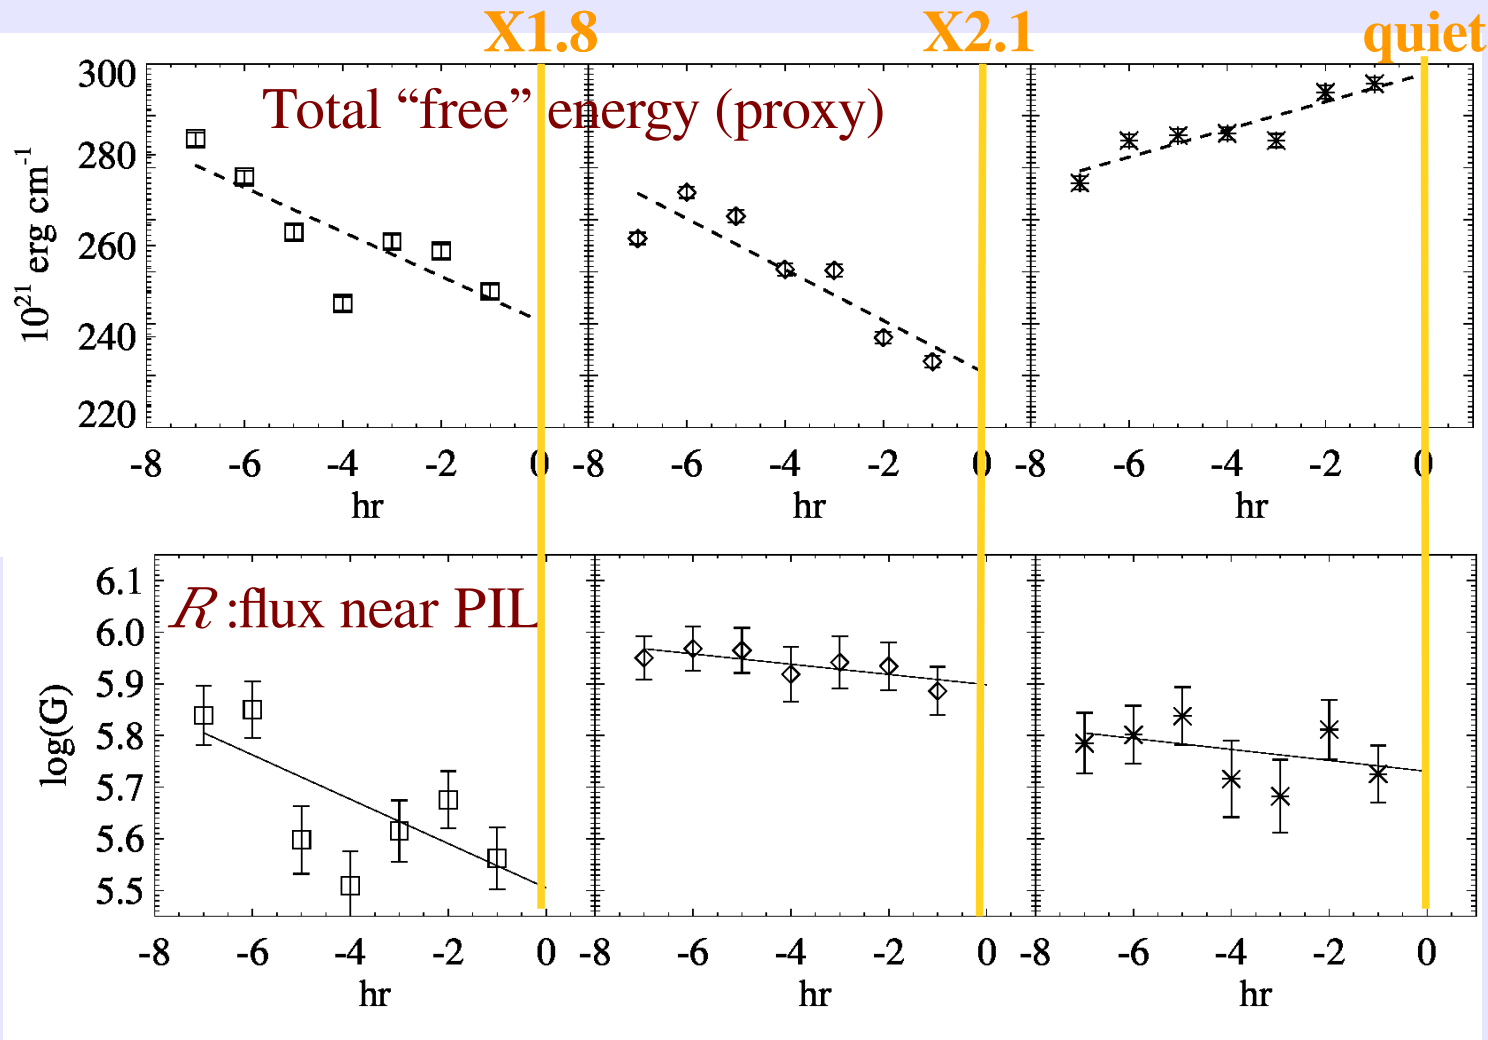 X1.8 X2.1 quiet
Total “free” energy (proxy)
10²¹ erg cm⁻¹
300
280
260
240
220
-8 -6 -4 -2 0 -8 -6 -4 -2 0 -8 -6 -4 -2 0
hr hr hr
R:flux near PIL
log(G)
6.1
6.0
5.9
5.8
5.7
5.6
5.5
-8 -6 -4 -2 0 -8 -6 -4 -2 0 -8 -6 -4 -2 0
hr hr hr